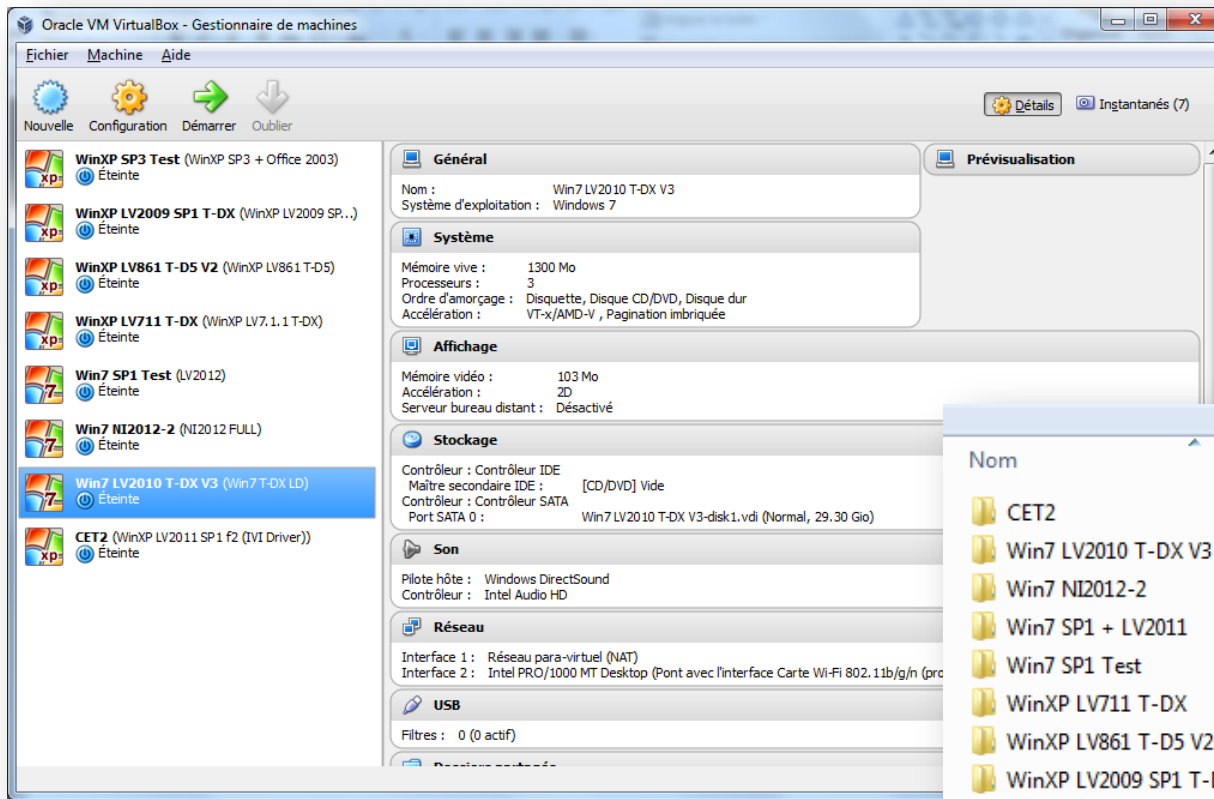 Oracle VM VirtualBox - Gestionnaire de machines
Fichier Machine Aide
Nouvelle Configuration Démarrer Oublier
Détails Instantanés (7)
WinXP SP3 Test (WinXP SP3 + Office 2003)
Éteinte
WinXP LV2009 SP1 T-DX (WinXP LV2009 SP...)
Éteinte
WinXP LV861 T-D5 V2 (WinXP LV861 T-D5)
Éteinte
WinXP LV711 T-DX (WinXP LV7.1.1 T-DX)
Éteinte
Win7 SP1 Test (LV2012)
Éteinte
Win7 NI2012-2 (NI2012 FULL)
Éteinte
Win7 LV2010 T-DX V3 (Win7 T-DX LD)
Éteinte
CET2 (WinXP LV2011 SP1 f2 (IVI Driver))
Éteinte
Général
Nom : Win7 LV2010 T-DX V3
Système d'exploitation : Windows 7
Système
Mémoire vive : 1300 Mo
Processeurs : 3
Ordre d'amorçage : Disquette, Disque CD/DVD, Disque dur
Accélération : VT-x/AMD-V , Pagination imbriquée
Affichage
Mémoire vidéo : 103 Mo
Accélération : 2D
Serveur bureau distant : Désactivé
Stockage
Contrôleur : Contrôleur IDE
Maître secondaire IDE : [CD/DVD] Vide
Contrôleur : Contrôleur SATA
Port SATA 0 : Win7 LV2010 T-DX V3-disk1.vdi (Normal, 29.30 Gio)
Son
Pilote hôte : Windows DirectSound
Contrôleur : Intel Audio HD
Réseau
Interface 1 : Réseau para-virtuel (NAT)
Interface 2 : Intel PRO/1000 MT Desktop (Pont avec l'interface Carte Wi-Fi 802.11b/g/n (pro
USB
Filtres : 0 (0 actif)
Prévisualisation
Nom
CET2
Win7 LV2010 T-DX V3
Win7 NI2012-2
Win7 SP1 + LV2011
Win7 SP1 Test
WinXP LV711 T-DX
WinXP LV861 T-D5 V2
WinXP LV2009 SP1 T-